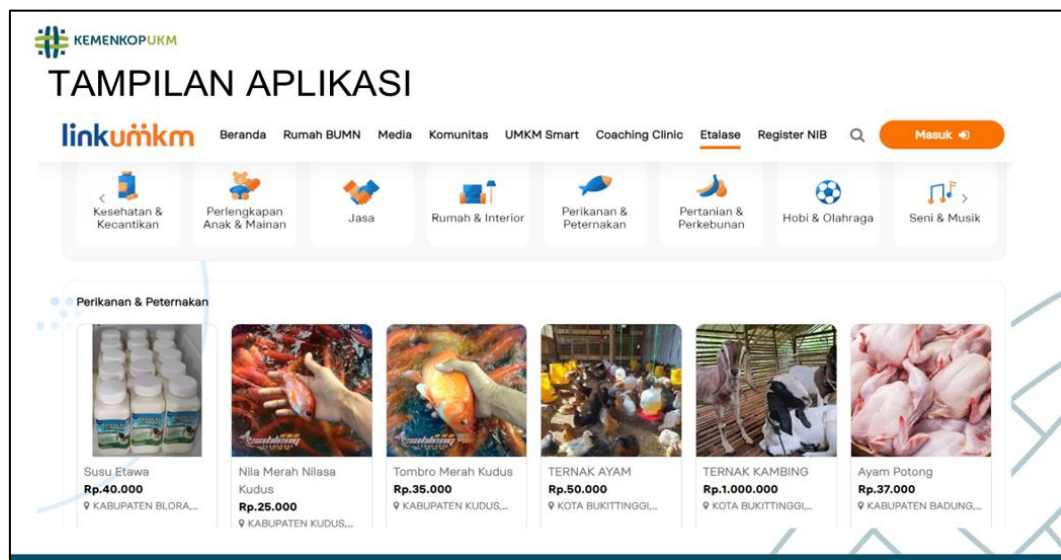 KEMENKOPUKM
TAMPILAN APLIKASI
linkumkm
Beranda Rumah BUMN Media Komunitas UMKM Smart Coaching Clinic Etalase Register NIB Masuk
Kesehatan & Kecantikan
Perlengkapan Anak & Mainan
Jasa
Rumah & Interior
Perikanan & Peternakan
Pertanian & Perkebunan
Hobi & Olahraga
Seni & Musik
Perikanan & Peternakan
Susu Etawa
Rp.40.000
KABUPATEN BLORA,...
Nila Merah Nilasa
Kudus
Rp.25.000
KABUPATEN KUDUS,...
Tombro Merah Kudus
Rp.35.000
KABUPATEN KUDUS,...
TERNAK AYAM
Rp.50.000
KOTA BUKITTINGGI,...
TERNAK KAMBING
Rp.1.000.000
KOTA BUKITTINGGI,...
Ayam Potong
Rp.37.000
KABUPATEN BADUNG,...